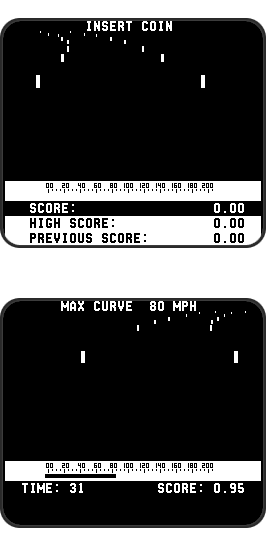 INSERT COIN
00 20 40 60 80 100 120 140 160 180 200
SCORE: 0.00
HIGH SCORE: 0.00
PREVIOUS SCORE: 0.00
MAX CURVE 80 MPH
00 20 40 60 80 100 120 140 160 180 200
TIME: 31 SCORE: 0.95